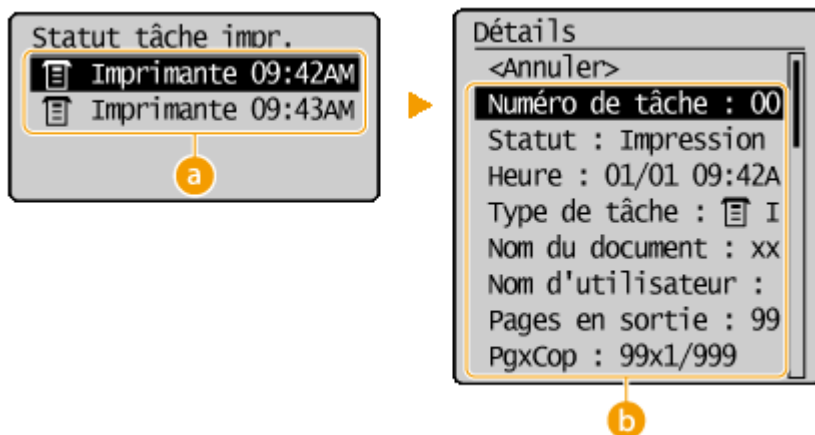 Statut tâche impr.
Imprimante 09:42AM
Imprimante 09:43AM
a
Détails
<Annuler>
Numéro de tâche : 00
Statut : Impression
Heure : 01/01 09:42A
Type de tâche : I
Nom du document : xx
Nom d'utilisateur :
Pages en sortie : 99
PgxCop : 99x1/999
b